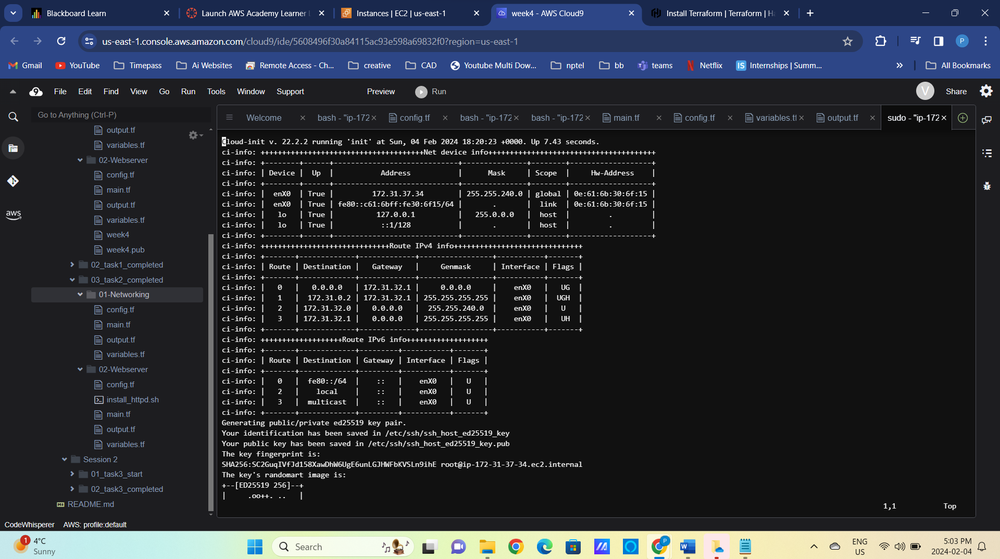 Blackboard Learn
Launch AWS Academy Learner
Instances | EC2 | us-east-1
week4 - AWS Cloud9
Install Terraform | Terraform | Ha
us-east-1.console.aws.amazon.com/cloud9/ide/5608496f30a84115ac93e598a69832f0?region=us-east-1
P
Gmail YouTube Timepass Ai Websites Remote Access - Ch... creative CAD Youtube Multi Dow... nptel bb teams Netflix IS Internships | Summ... All Bookmarks
9 File Edit Find View Go Run Tools Window Support Preview Run V Share
Go to Anything (Ctrl-P)
Welcome bash - "ip-172 config.tf bash - "ip-172 bash - "ip-172 main.tf config.tf variables.tf output.tf sudo - "ip-172
output.tf
variables.tf
02-Webserver
config.tf
main.tf
output.tf
variables.tf
week4
week4.pub
02_task1_completed
03_task2_completed
01-Networking
config.tf
main.tf
output.tf
variables.tf
02-Webserver
config.tf
install_httpd.sh
main.tf
output.tf
variables.tf
Session 2
01_task3_start
02_task3_completed
README.md
aws
Cloud-init v. 22.2.2 running 'init' at Sun, 04 Feb 2024 18:20:23 +0000. Up 7.43 seconds.
ci-info: ++++++++++++++++++++++++++++++++++++++Net device info+++++++++++++++++++++++++++++++++++++++
ci-info: +--------+------+-----------------------------+---------------+--------+-------------------+
ci-info: | Device |  Up  |           Address           |      Mask     | Scope  |     Hw-Address    |
ci-info: +--------+------+-----------------------------+---------------+--------+-------------------+
ci-info: |  enX0  | True |         172.31.37.34        | 255.255.240.0 | global | 0e:61:6b:30:6f:15 |
ci-info: |  enX0  | True | fe80::c61:6bff:fe30:6f15/64 |       .       |  link  | 0e:61:6b:30:6f:15 |
ci-info: |   lo   | True |          127.0.0.1          |   255.0.0.0   |  host  |         .         |
ci-info: |   lo   | True |           ::1/128           |       .       |  host  |         .         |
ci-info: +--------+------+-----------------------------+---------------+--------+-------------------+
ci-info: ++++++++++++++++++++++++++++++Route IPv4 info++++++++++++++++++++++++++++++
ci-info: +-------+-------------+-------------+-----------------+-----------+-------+
ci-info: | Route | Destination |   Gateway   |     Genmask     | Interface | Flags |
ci-info: +-------+-------------+-------------+-----------------+-----------+-------+
ci-info: |   0   |   0.0.0.0   | 172.31.32.1 |     0.0.0.0     |    enX0   |   UG  |
ci-info: |   1   |  172.31.0.2 | 172.31.32.1 | 255.255.255.255 |    enX0   |  UGH  |
ci-info: |   2   | 172.31.32.0 |   0.0.0.0   |  255.255.240.0  |    enX0   |   U   |
ci-info: |   3   | 172.31.32.1 |   0.0.0.0   | 255.255.255.255 |    enX0   |   UH  |
ci-info: +-------+-------------+-------------+-----------------+-----------+-------+
ci-info: +++++++++++++++++++Route IPv6 info+++++++++++++++++++
ci-info: +-------+-------------+---------+-----------+-------+
ci-info: | Route | Destination | Gateway | Interface | Flags |
ci-info: +-------+-------------+---------+-----------+-------+
ci-info: |   0   |  fe80::/64  |    ::   |    enX0   |   U   |
ci-info: |   2   |    local    |    ::   |    enX0   |   U   |
ci-info: |   3   |  multicast  |    ::   |    enX0   |   U   |
ci-info: +-------+-------------+---------+-----------+-------+
Generating public/private ed25519 key pair.
Your identification has been saved in /etc/ssh/ssh_host_ed25519_key
Your public key has been saved in /etc/ssh/ssh_host_ed25519_key.pub
The key fingerprint is:
SHA256:SC2GuqIVfJd158XawDhW6UgE6unLGJHWFbKVSLn9ihE root@ip-172-31-37-34.ec2.internal
The key's randomart image is:
+--[ED25519 256]--+
|     .oo++. ..   |
1,1 Top
CodeWhisperer AWS: profile:default
1 4°C
Sunny
Search
P
W
ENG
US
5:03 PM
2024-02-04